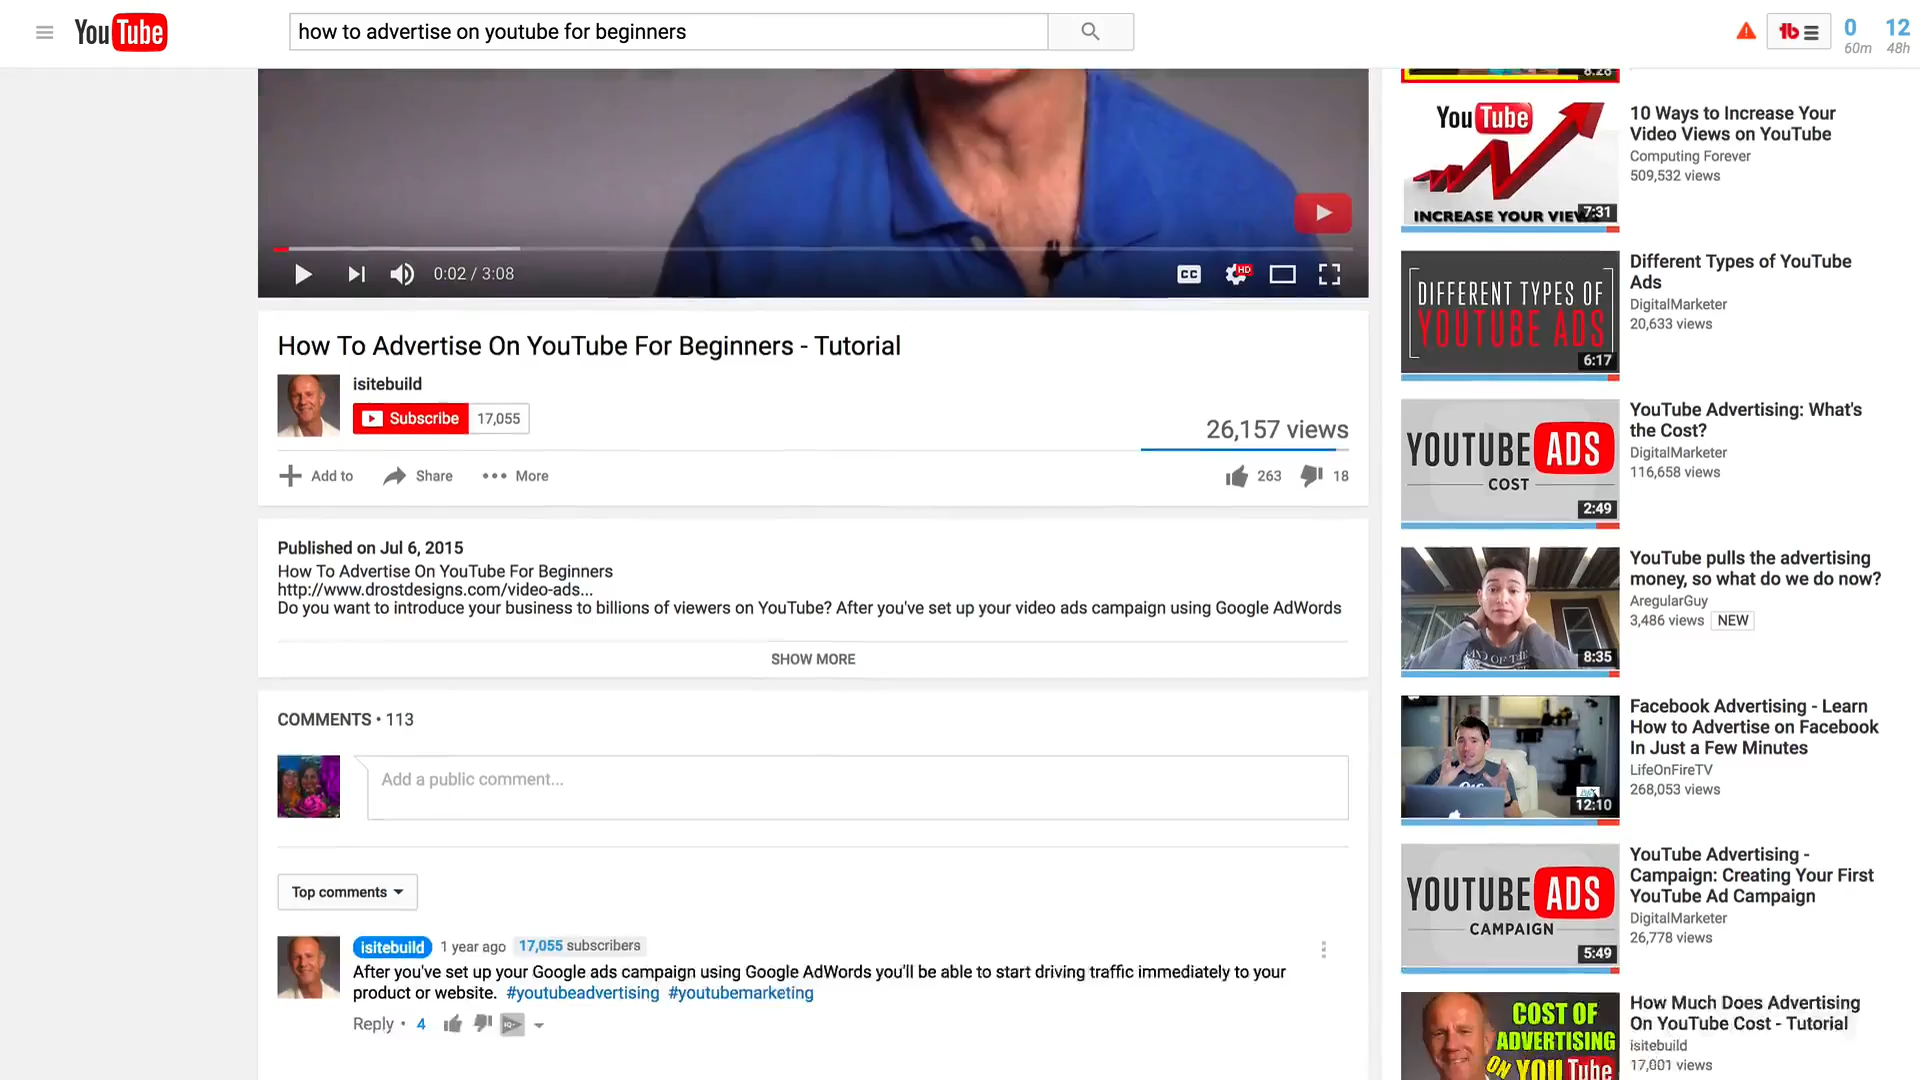 YouTube
how to advertise on youtube for beginners
0 12
60m 48h
0:02 / 3:08
CC
HD
How To Advertise On YouTube For Beginners - Tutorial
isitebuild
Subscribe 17,055
26,157 views
Add to Share More
263 18
Published on Jul 6, 2015
How To Advertise On YouTube For Beginners
http://www.drostdesigns.com/video-ads...
Do you want to introduce your business to billions of viewers on YouTube? After you've set up your video ads campaign using Google AdWords
SHOW MORE
COMMENTS • 113
Add a public comment...
Top comments
isitebuild 1 year ago 17,055 subscribers
After you've set up your Google ads campaign using Google AdWords you'll be able to start driving traffic immediately to your
product or website. #youtubeadvertising #youtubemarketing
Reply • 4
8:28
YouTube
INCREASE YOUR
7:31
10 Ways to Increase Your
Video Views on YouTube
Computing Forever
509,532 views
DIFFERENT TYPES OF
YOUTUBE ADS
6:17
Different Types of YouTube
Ads
DigitalMarketer
20,633 views
YOUTUBE ADS
COST
2:49
YouTube Advertising: What's
the Cost?
DigitalMarketer
116,658 views
8:35
YouTube pulls the advertising
money, so what do we do now?
AregularGuy
3,486 views NEW
12:10
Facebook Advertising - Learn
How to Advertise on Facebook
In Just a Few Minutes
LifeOnFireTV
268,053 views
YOUTUBE ADS
CAMPAIGN
5:49
YouTube Advertising -
Campaign: Creating Your First
YouTube Ad Campaign
DigitalMarketer
26,778 views
COST OF
ADVERTISING
ON YOUTube
How Much Does Advertising
On YouTube Cost - Tutorial
isitebuild
17,001 views